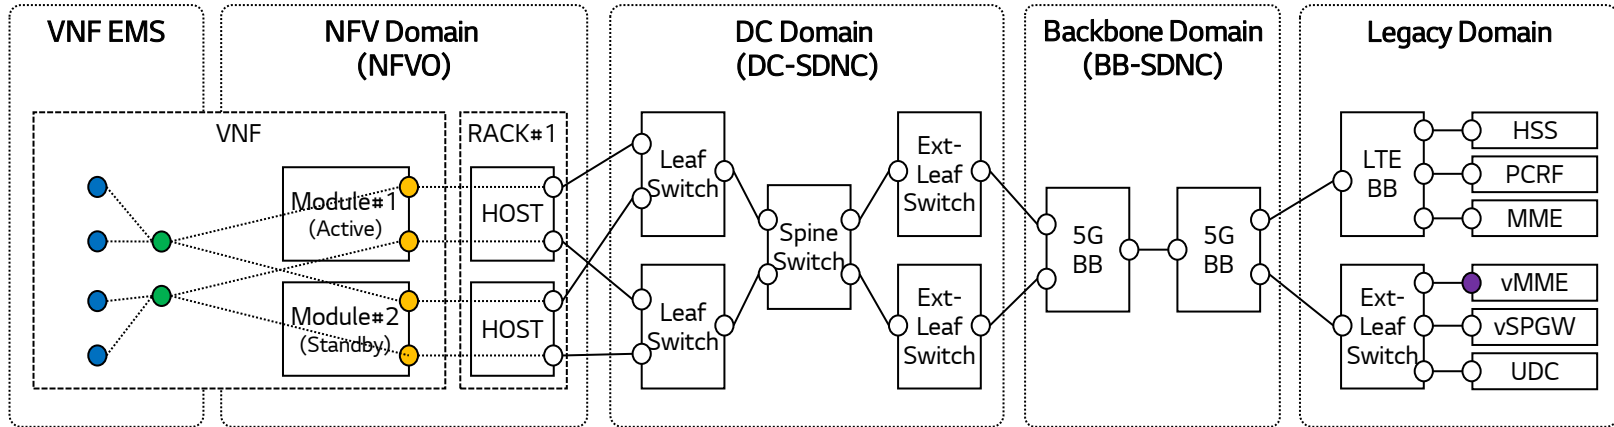 VNF EMS
NFV Domain
(NFVO)
DC Domain
(DC-SDNC)
Backbone Domain
(BB-SDNC)
Legacy Domain
VNF
Module#1
(Active)
Module#2
(Standby)
RACK#1
HOST
HOST
Leaf
Switch
Leaf
Switch
Spine
Switch
Ext-
Leaf
Switch
Ext-
Leaf
Switch
5G
BB
5G
BB
LTE
BB
HSS
PCRF
MME
Ext-
Leaf
Switch
vMME
vSPGW
UDC